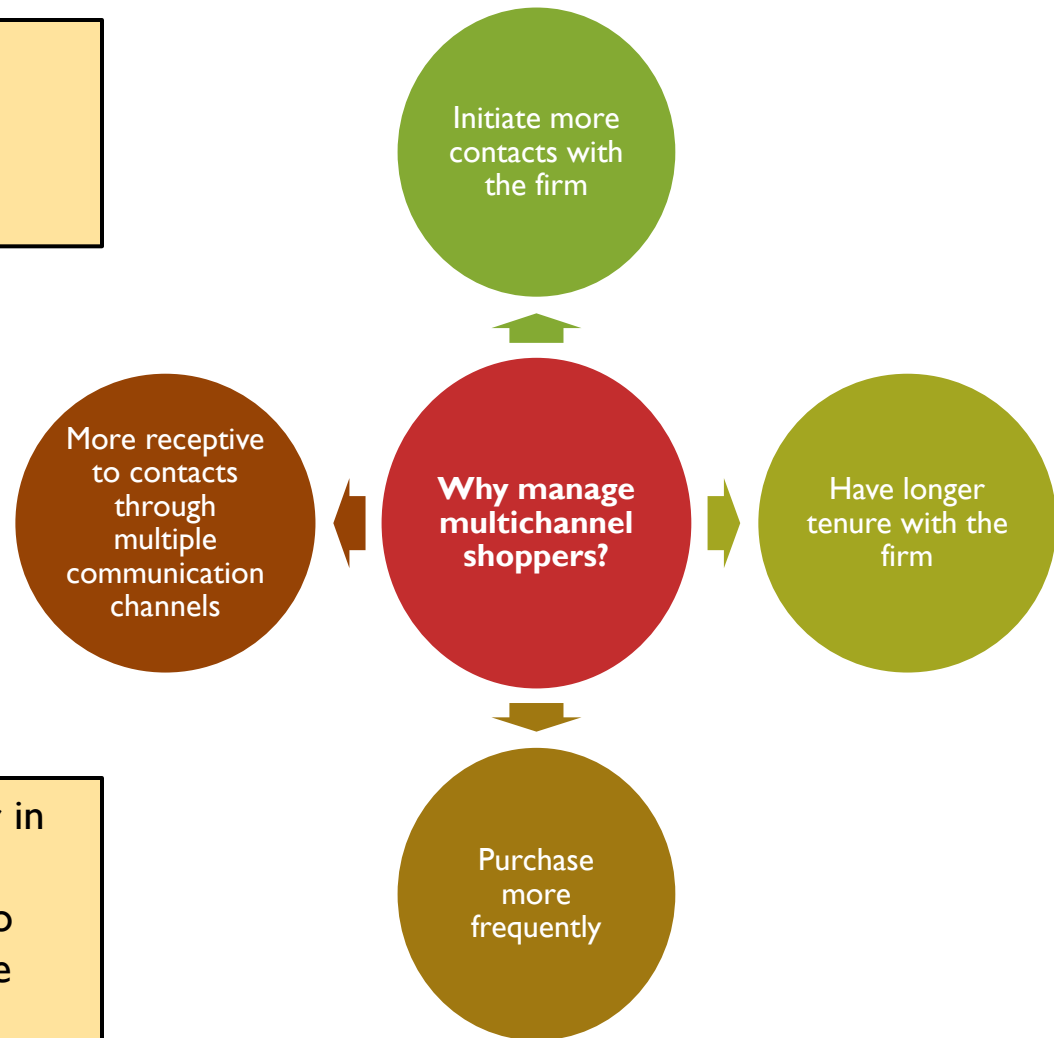 Initiate more
contacts with
the firm
More receptive
to contacts
through
multiple
communication
channels
Why manage
multichannel
shoppers?
Have longer
tenure with the
firm
Purchase
more
frequently
in